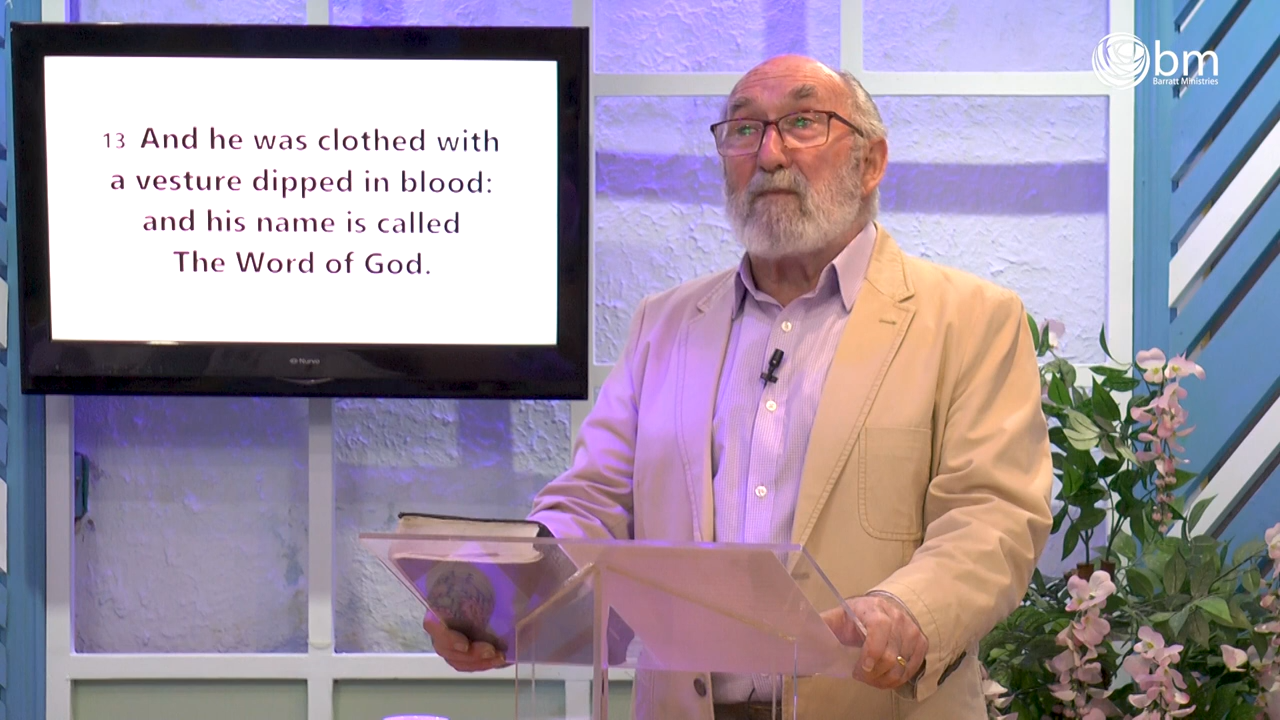 13 And he was clothed with
a vesture dipped in blood:
and his name is called
The Word of God.
bm
Barratt Ministries